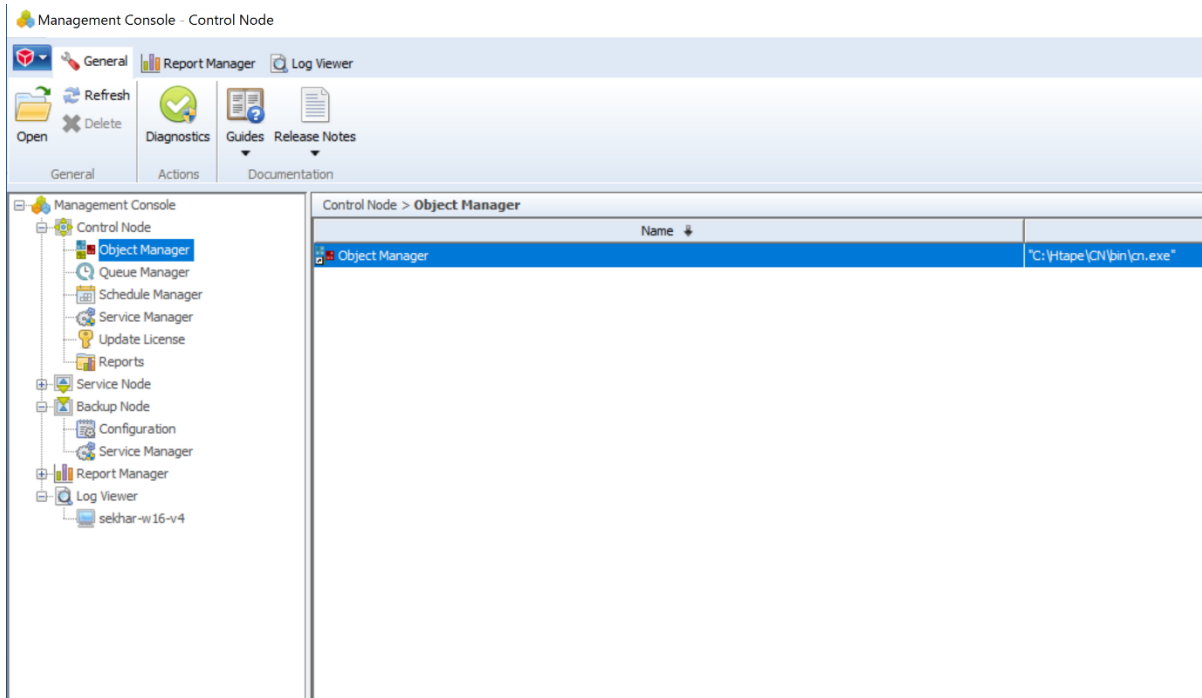 Management Console - Control Node
General Report Manager Log Viewer
Open
Refresh
Delete
Diagnostics
Guides
Release Notes
General Actions Documentation
Management Console
Control Node
Object Manager
Queue Manager
Schedule Manager
Service Manager
Update License
Reports
Service Node
Backup Node
Configuration
Service Manager
Report Manager
Log Viewer
sekhar-w16-v4
Control Node > Object Manager
Name
Object Manager "C:\Htape\CN\bin\cn.exe"